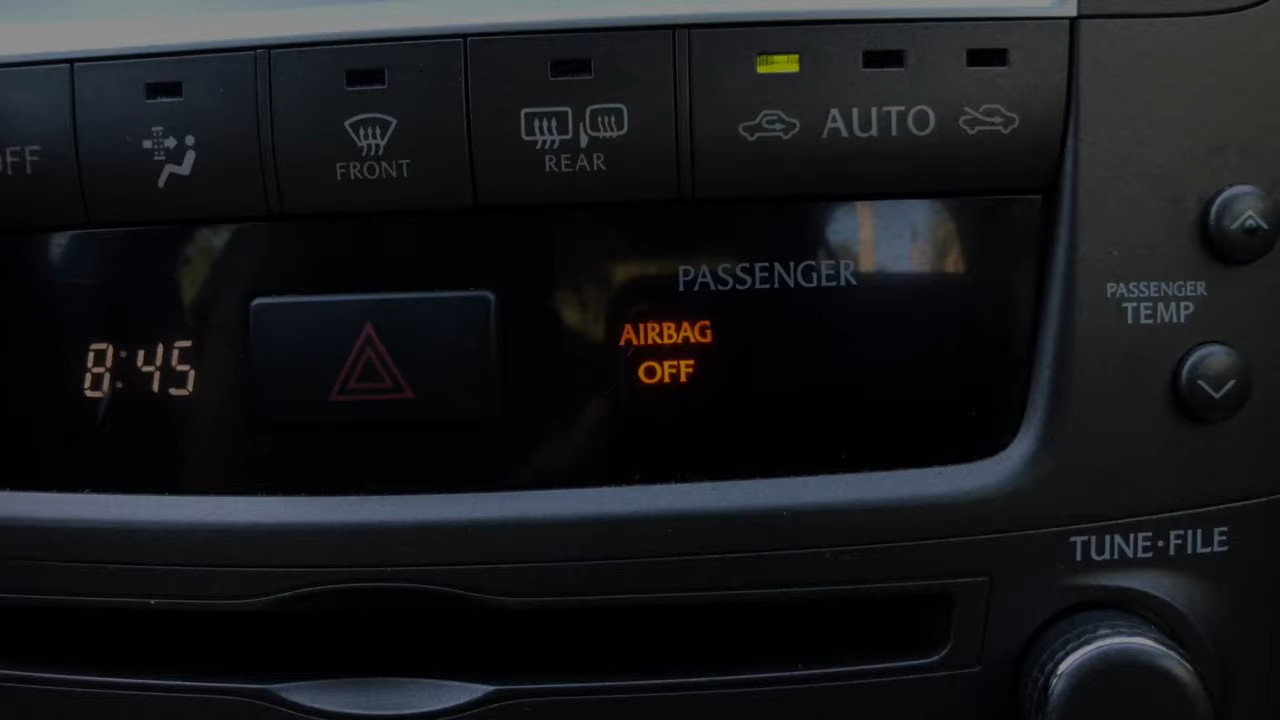 OFF
FRONT
REAR
AUTO
PASSENGER
AIRBAG
OFF
8:45
PASSENGER
TEMP
TUNE·FILE